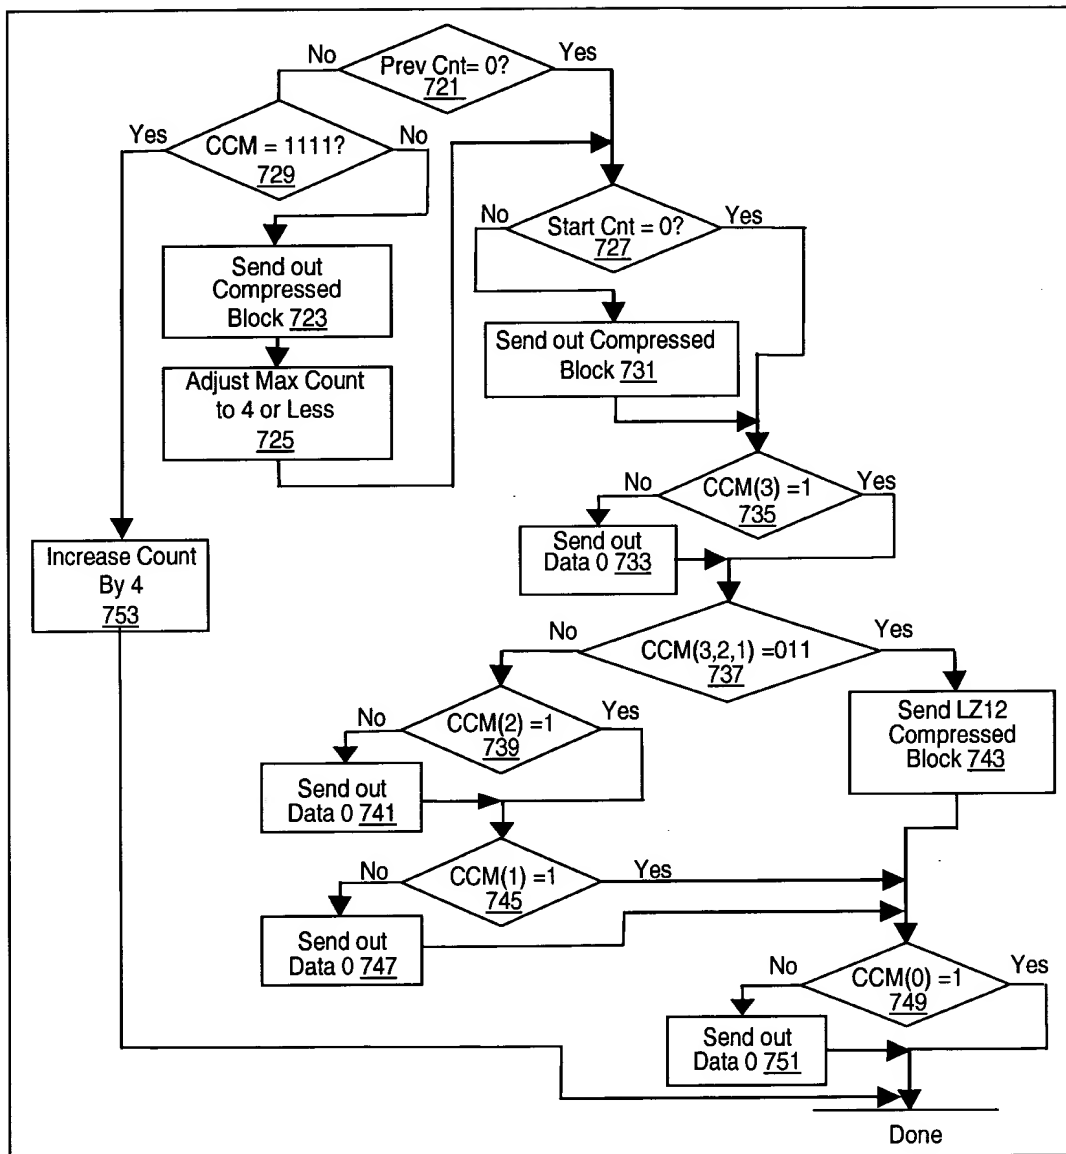 No
Prev Cnt= 0?
721
Yes
Yes
CCM = 1111?
729
No
No
Start Cnt = 0?
727
Yes
Send out
Compressed
Block 723
Send out Compressed
Block 731
Adjust Max Count
to 4 or Less
725
No
CCM(3) =1
735
Yes
Send out
Data 0 733
Increase Count
By 4
753
No
CCM(3,2,1) =011
737
Yes
No
CCM(2) =1
739
Yes
Send LZ12
Compressed
Block 743
Send out
Data 0 741
No
CCM(1) =1
745
Yes
Send out
Data 0 747
No
CCM(0) =1
749
Yes
Send out
Data 0 751
Done